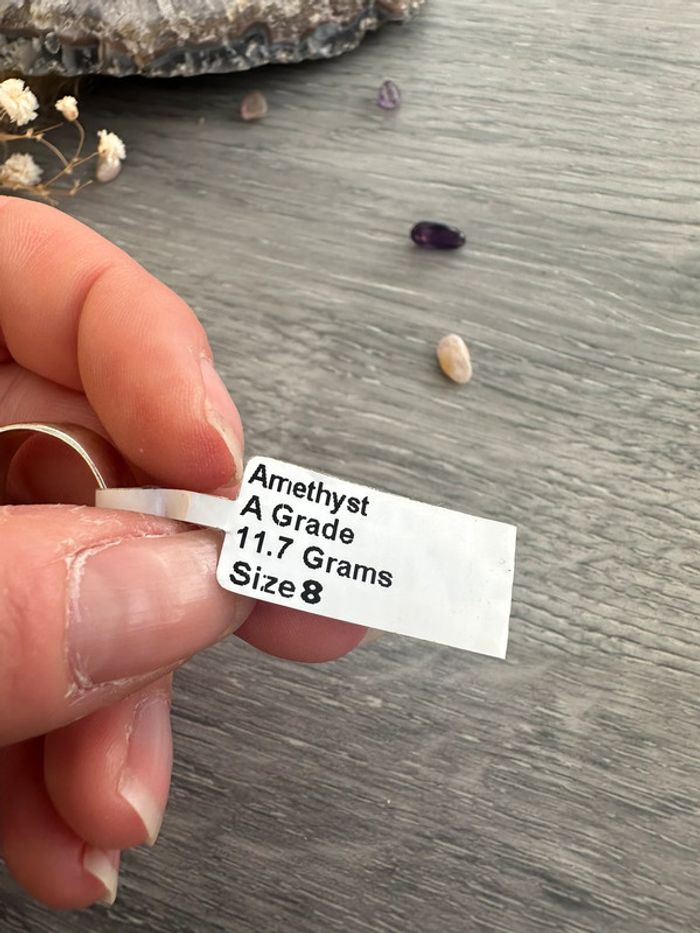 Amethyst
A Grade
11.7 Grams
Size 8